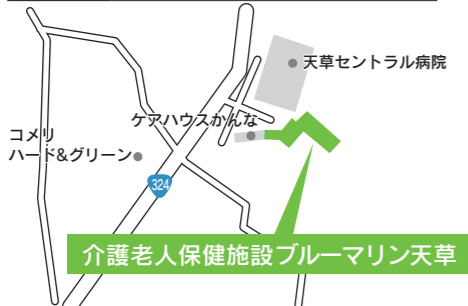 天草セントラル病院
ケアハウスかんな
コメリ
ハード&グリーン
324
介護老人保健施設ブルーマリン天草